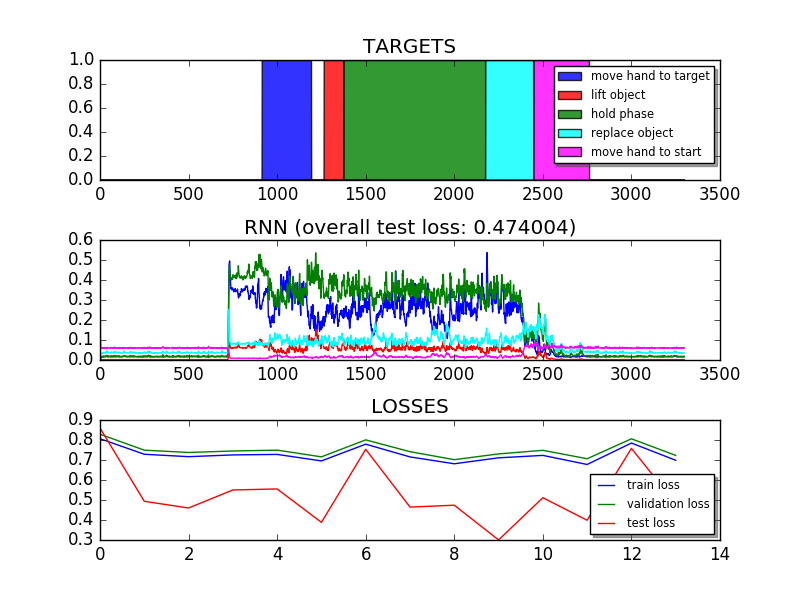 TARGETS
1.0
0.8
0.6
0.4
0.2
0.0
move hand to target
lift object
hold phase
replace object
move hand to start
0 500 1000 1500 2000 2500 3000 3500
RNN (overall test loss: 0.474004)
0.6
0.5
0.4
0.3
0.2
0.1
0.0
0 500 1000 1500 2000 2500 3000 3500
LOSSES
0.9
0.8
0.7
0.6
0.5
0.4
0.3
train loss
validation loss
test loss
0 2 4 6 8 10 12 14